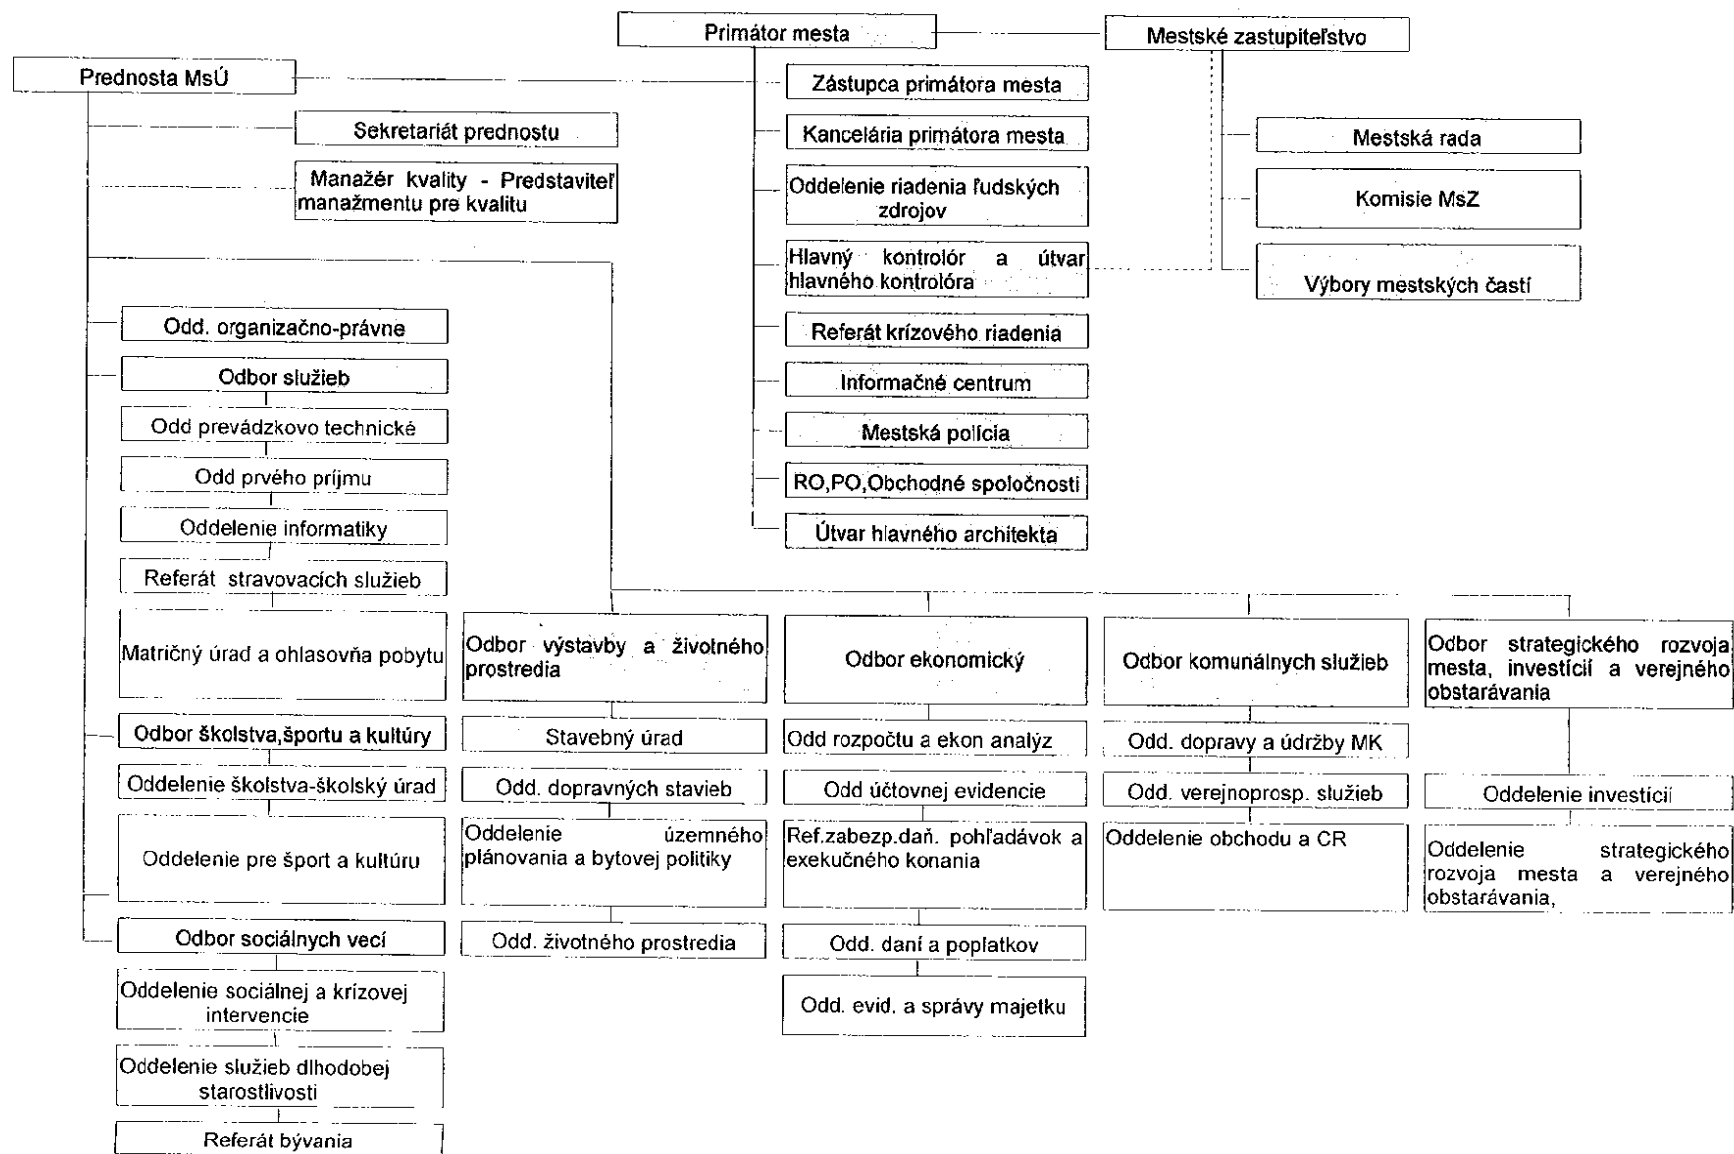 Primátor mesta
Mestské zastupiteľstvo
Prednosta MsÚ
Sekretariát prednostu
Manažér kvality - Predstaviteľ
manažmentu pre kvalitu
Zástupca primátora mesta
Kancelária primátora mesta
Oddelenie riadenia ľudských
zdrojov
Hlavný kontrolór a útvar
hlavného kontrolóra
Referát krízového riadenia
Informačné centrum
Mestská polícia
RO,PO,Obchodné spoločnosti
Útvar hlavného architekta
Mestská rada
Komisie MsZ
Výbory mestských častí
Odd. organizačno-právne
Odbor služieb
Odd prevádzkovo technické
Odd prvého príjmu
Oddelenie informatiky
Referát stravovacích služieb
Matričný úrad a ohlasovňa pobytu
Odbor školstva,športu a kultúry
Oddelenie školstva-školský úrad
Oddelenie pre šport a kultúru
Odbor sociálnych vecí
Oddelenie sociálnej a krízovej
intervencie
Oddelenie služieb dlhodobej
starostlivosti
Referát bývania
Odbor výstavby a životného
prostredia
Stavebný úrad
Odd. dopravných stavieb
Oddelenie územného
plánovania a bytovej politiky
Odd. životného prostredia
Odbor ekonomický
Odd rozpočtu a ekon analýz
Odd účtovnej evidencie
Ref.zabezp.daň. pohľadávok a
exekučného konania
Odd. daní a poplatkov
Odd. evid. a správy majetku
Odbor komunálnych služieb
Odd. dopravy a údržby MK
Odd. verejnoprosp. služieb
Oddelenie obchodu a CR
Odbor strategického rozvoja
mesta, investícií a verejného
obstarávania
Oddelenie investícií
Oddelenie strategického
rozvoja mesta a verejného
obstarávania,